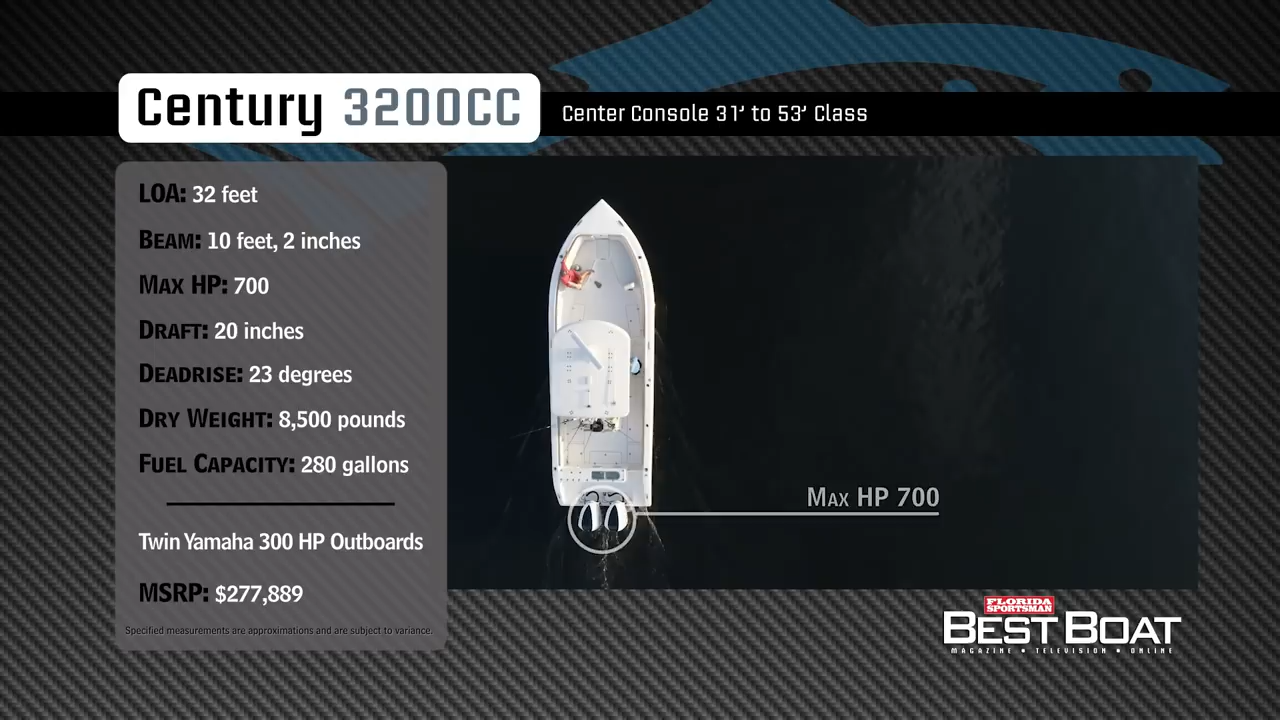 Century 3200CC
Center Console 31' to 53' Class
LOA: 32 feet
BEAM: 10 feet, 2 inches
MAX HP: 700
DRAFT: 20 inches
DEADRISE: 23 degrees
DRY WEIGHT: 8,500 pounds
FUEL CAPACITY: 280 gallons
Twin Yamaha 300 HP Outboards
MSRP: $277,889
Specified measurements are approximations and are subject to variance.
MAX HP 700
FLORIDA
SPORTSMAN
BEST BOAT
MAGAZINE • TELEVISION • ONLINE